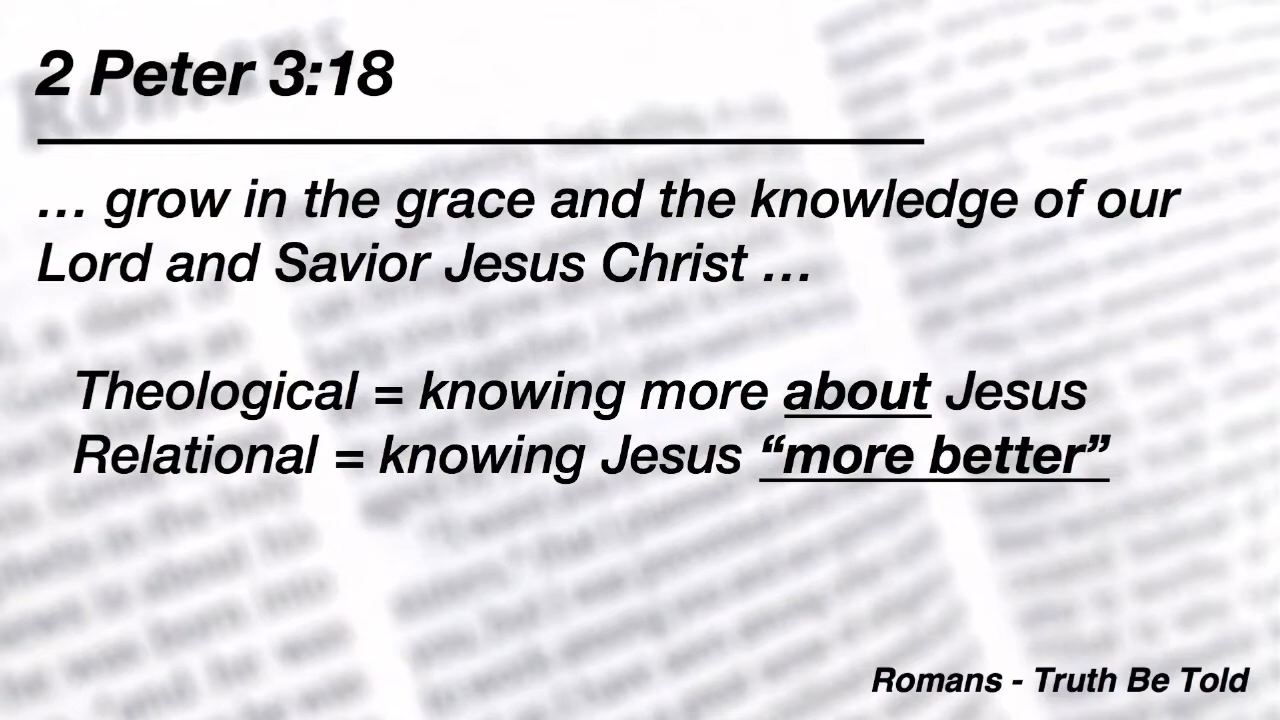 2 Peter 3:18
… grow in the grace and the knowledge of our
Lord and Savior Jesus Christ …
Theological = knowing more about Jesus
Relational = knowing Jesus “more better”
Romans - Truth Be Told